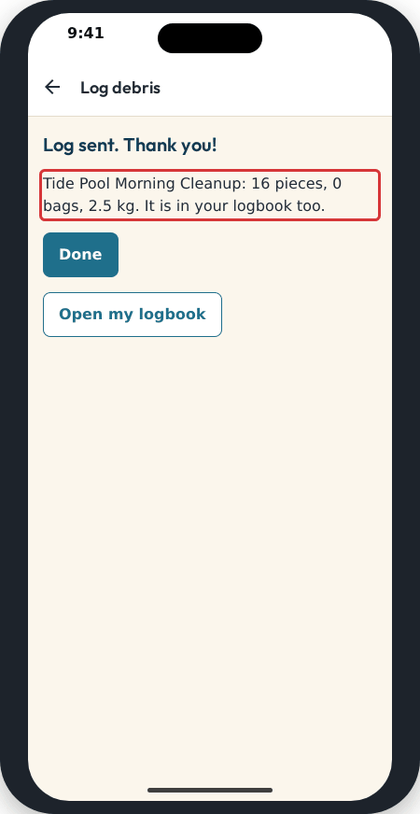 9:41
Log debris
Log sent. Thank you!
Tide Pool Morning Cleanup: 16 pieces, 0
bags, 2.5 kg. It is in your logbook too.
Done
Open my logbook